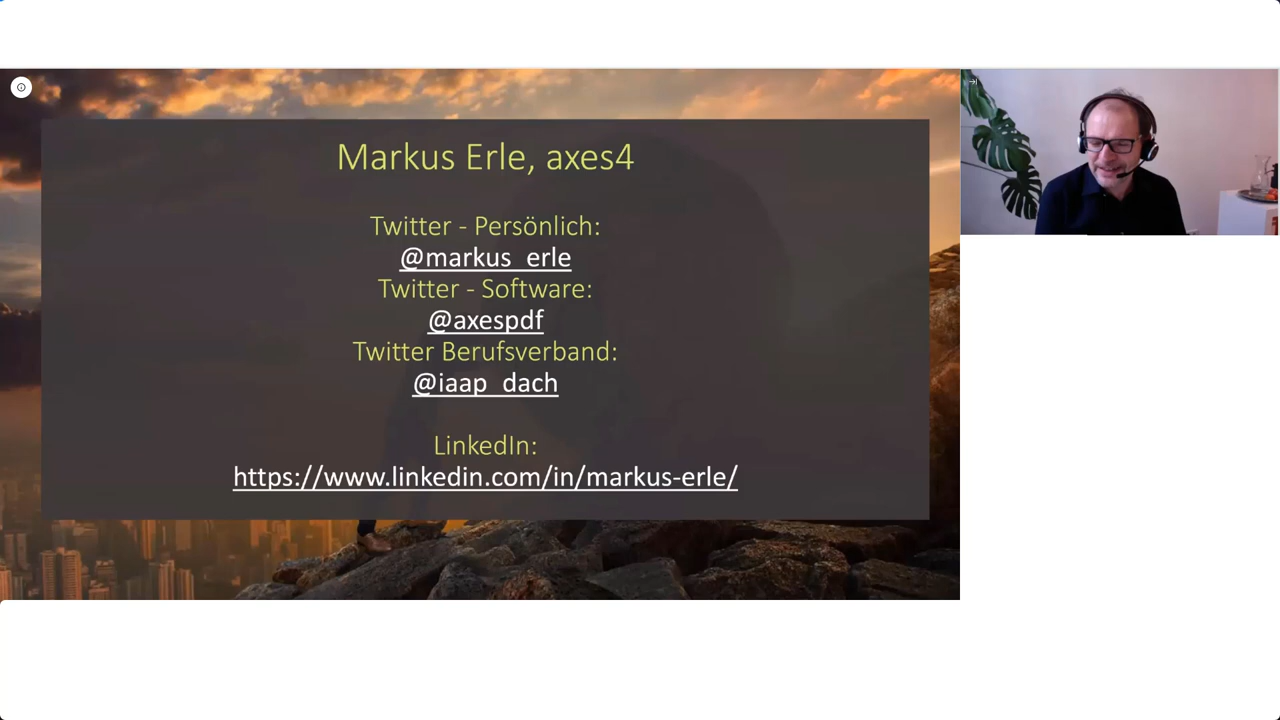 Markus Erle, axes4
Twitter - Persönlich:
@markus_erle
Twitter - Software:
@axespdf
Twitter Berufsverband:
@iaap_dach
LinkedIn:
https://www.linkedin.com/in/markus-erle/